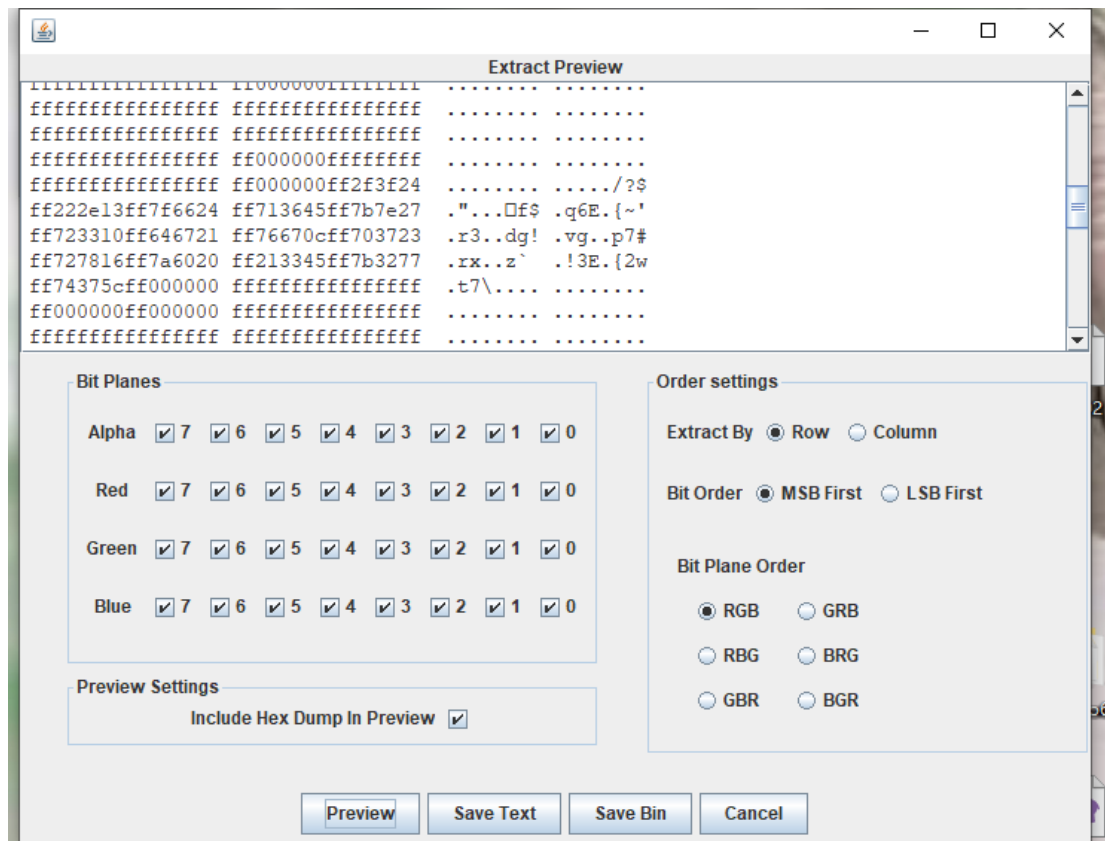 Extract Preview
ffffffffffffffff ff000000ffffffff ........ ........
ffffffffffffffff ffffffffffffffff ........ ........
ffffffffffffffff ffffffffffffffff ........ ........
ffffffffffffffff ff000000ffffffff ........ ........
ffffffffffffffff ff000000ff2f3f24 ........ ...../?$
ff222e13ff7f6624 ff713645ff7b7e27 ."...□f$ .q6E.{~'
ff723310ff646721 ff76670cff703723 .r3..dg! .vg..p7#
ff727816ff7a6020 ff213345ff7b3277 .rx..z` .!3E.{2w
ff74375cff000000 ffffffffffffffff .t7\.... ........
ff000000ff000000 ffffffffffffffff ........ ........
ffffffffffffffff ffffffffffffffff ........ ........
Bit Planes
Alpha 7 6 5 4 3 2 1 0
Red 7 6 5 4 3 2 1 0
Green 7 6 5 4 3 2 1 0
Blue 7 6 5 4 3 2 1 0
Preview Settings
Include Hex Dump In Preview
Order settings
Extract By Row Column
Bit Order MSB First LSB First
Bit Plane Order
RGB GRB
RBG BRG
GBR BGR
Preview Save Text Save Bin Cancel
2